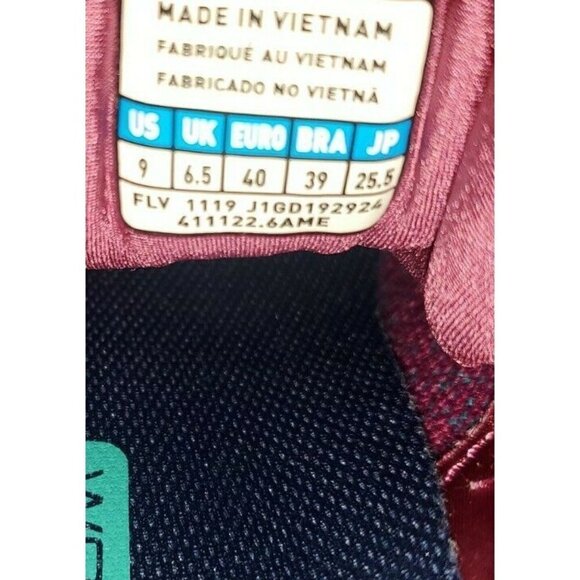 MADE IN VIETNAM
FABRIQUÉ AU VIETNAM
FABRICADO NO VIETNÃ
US UK EURO BRA JP
9 6.5 40 39 25.5
FLV 1119 J1GD192924
411122.6AME